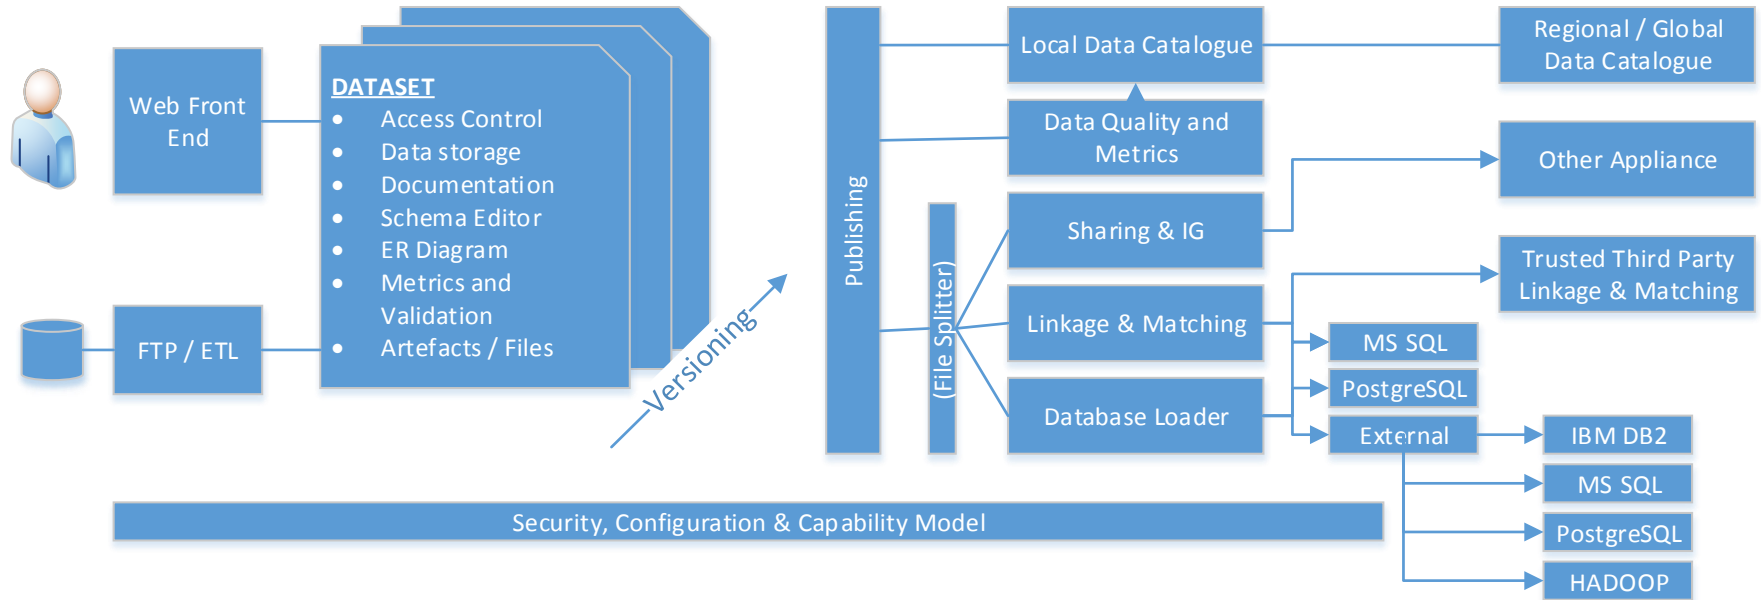 Web Front
End
FTP / ETL
DATASET
• Access Control
• Data storage
• Documentation
• Schema Editor
• ER Diagram
• Metrics and
Validation
• Artefacts / Files
Versioning
Publishing
(File Splitter)
Local Data Catalogue
Data Quality and
Metrics
Sharing & IG
Linkage & Matching
Database Loader
Regional / Global
Data Catalogue
Other Appliance
Trusted Third Party
Linkage & Matching
MS SQL
PostgreSQL
External
IBM DB2
MS SQL
PostgreSQL
HADOOP
Security, Configuration & Capability Model